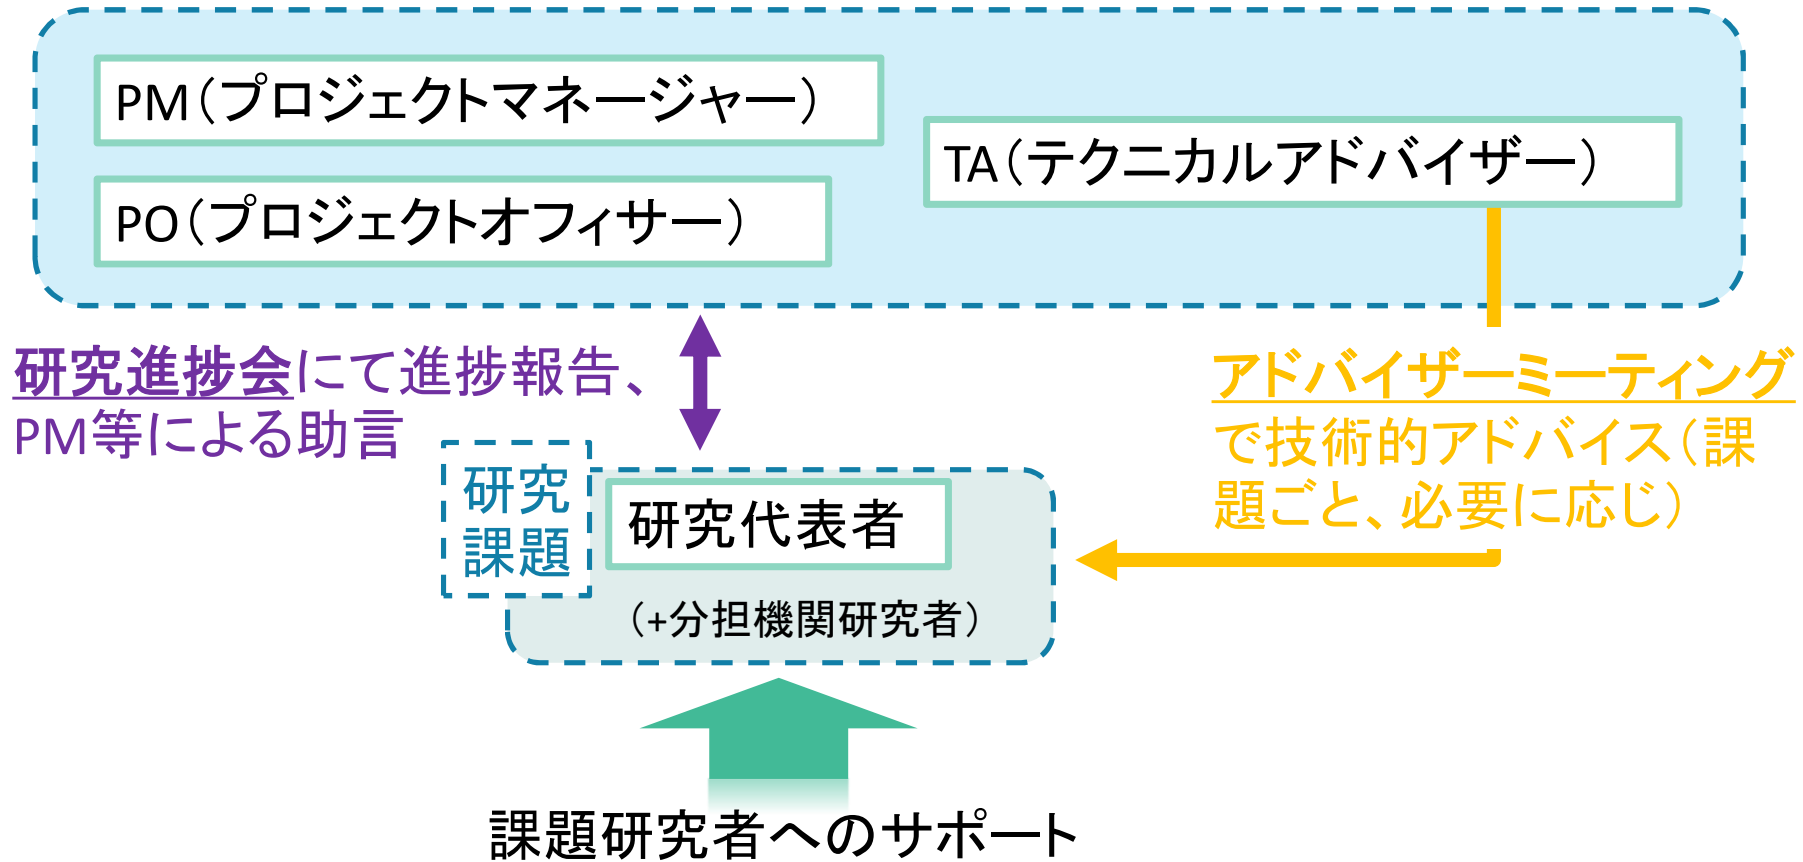 PM（プロジェクトマネージャー）
TA（テクニカルアドバイザー）
PO（プロジェクトオフィサー）
研究進捗会にて進捗報告、
PM等による助言
アドバイザーミーティング
で技術的アドバイス（課
題ごと、必要に応じ）
研究
課題
研究代表者
（+分担機関研究者）
課題研究者へのサポート